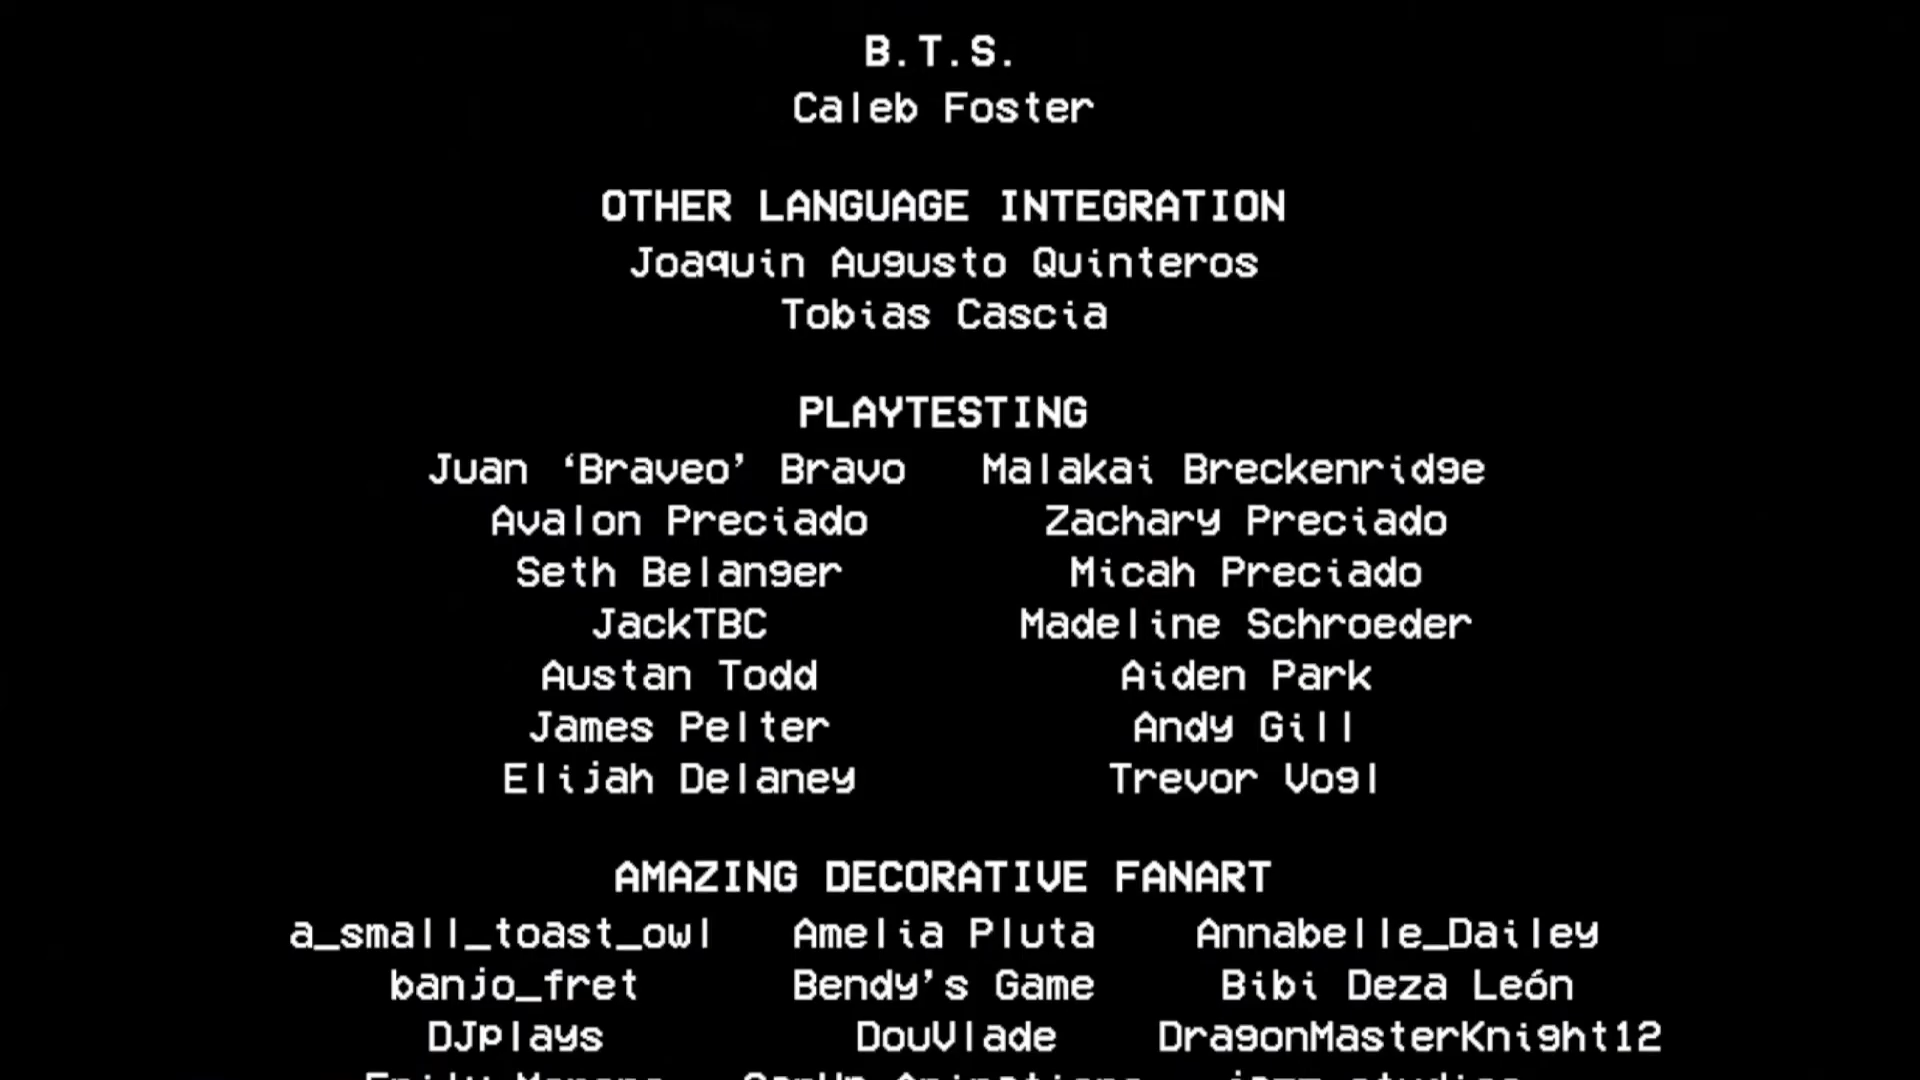 B.T.S.
Caleb Foster
OTHER LANGUAGE INTEGRATION
Joaquin Augusto Quinteros
Tobias Cascia
PLAYTESTING
Juan ‘Braveo’ Bravo Malakai Breckenridge
Avalon Preciado Zachary Preciado
Seth Belanger Micah Preciado
JackTBC Madeline Schroeder
Austan Todd Aiden Park
James Pelter Andy Gill
Elijah Delaney Trevor Vogl
AMAZING DECORATIVE FANART
a_small_toast_owl Amelia Pluta Annabelle_Dailey
banjo_fret Bendy’s Game Bibi Deza León
DJplays DouVlade DragonMasterKnight12